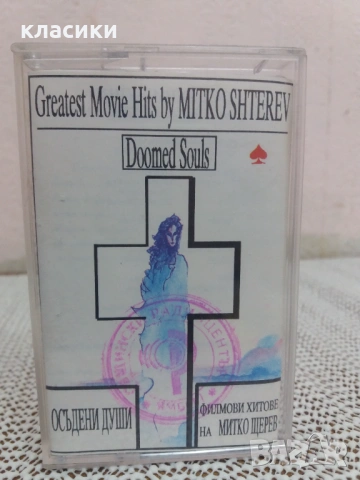 класики
Greatest Movie Hits by MITKO SHTEREV
Doomed Souls
ОСЪДЕНИ ДУШИ
ФИЛМОВИ ХИТОВЕ
НА МИТКО ЩЕРЕВ